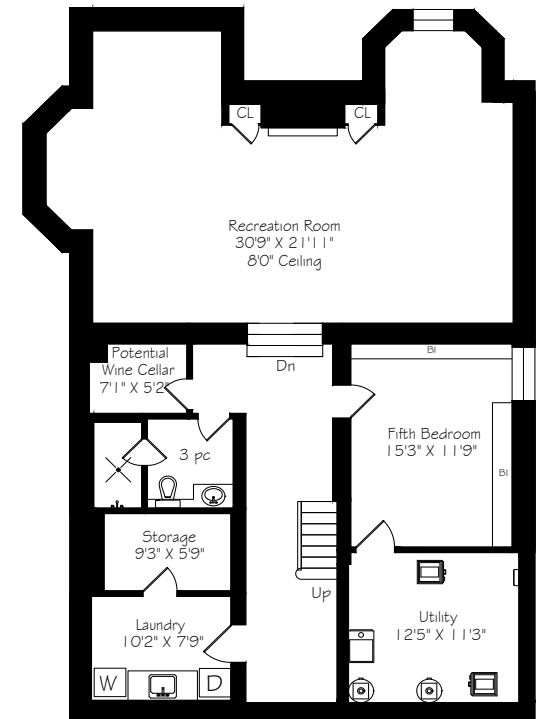 CL
CL
Recreation Room
30'9" X 21'11"
8'0" Ceiling
Potential
Wine Cellar
7'1" X 5'2"
Dn
BI
Fifth Bedroom
15'3" X 11'9"
BI
3 pc
Storage
9'3" X 5'9"
Up
Laundry
10'2" X 7'9"
Utility
12'5" X 11'3"
W
D